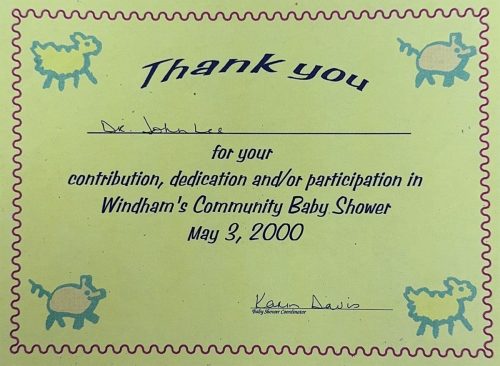 Thank you
Dr. John Lee
for your
contribution, dedication and/or participation in
Windham's Community Baby Shower
May 3, 2000
Karin Davis
Baby Shower Coordinator